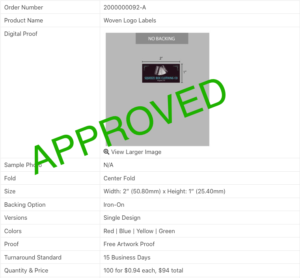 Order Number 2000000092-A
Product Name Woven Logo Labels
Digital Proof
NO BACKING
2"
1"
APPROVED
View Larger Image
Sample Photo N/A
Fold Center Fold
Size Width: 2" (50.80mm) x Height: 1" (25.40mm)
Backing Option Iron-On
Versions Single Design
Colors Red | Blue | Yellow | Green
Proof Free Artwork Proof
Turnaround Standard 15 Business Days
Quantity & Price 100 for $0.94 each, $94 total